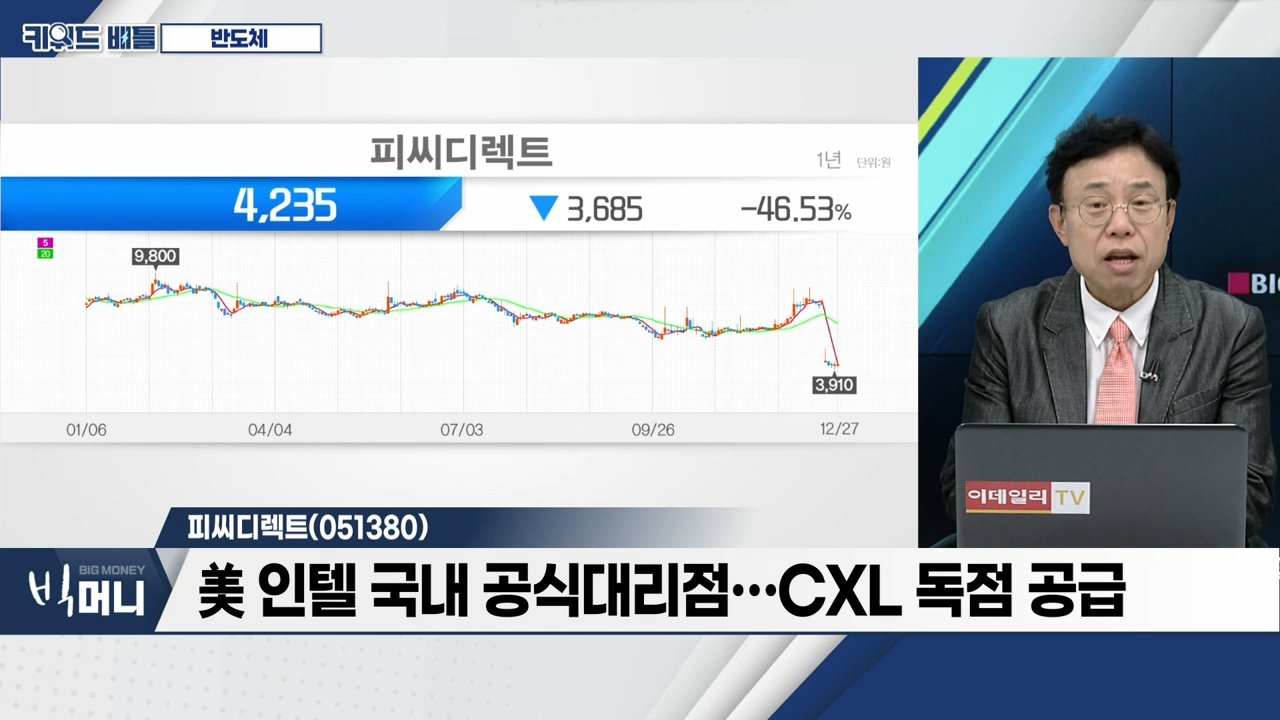 키워드 배틀
반도체
피씨디렉트
1년 단위:원
4,235
▼ 3,685
-46.53%
5
20
9,800
3,910
01/06
04/04
07/03
09/26
12/27
BIG
이데일리 TV
피씨디렉트(051380)
BIG MONEY
빅머니
美 인텔 국내 공식대리점…CXL 독점 공급